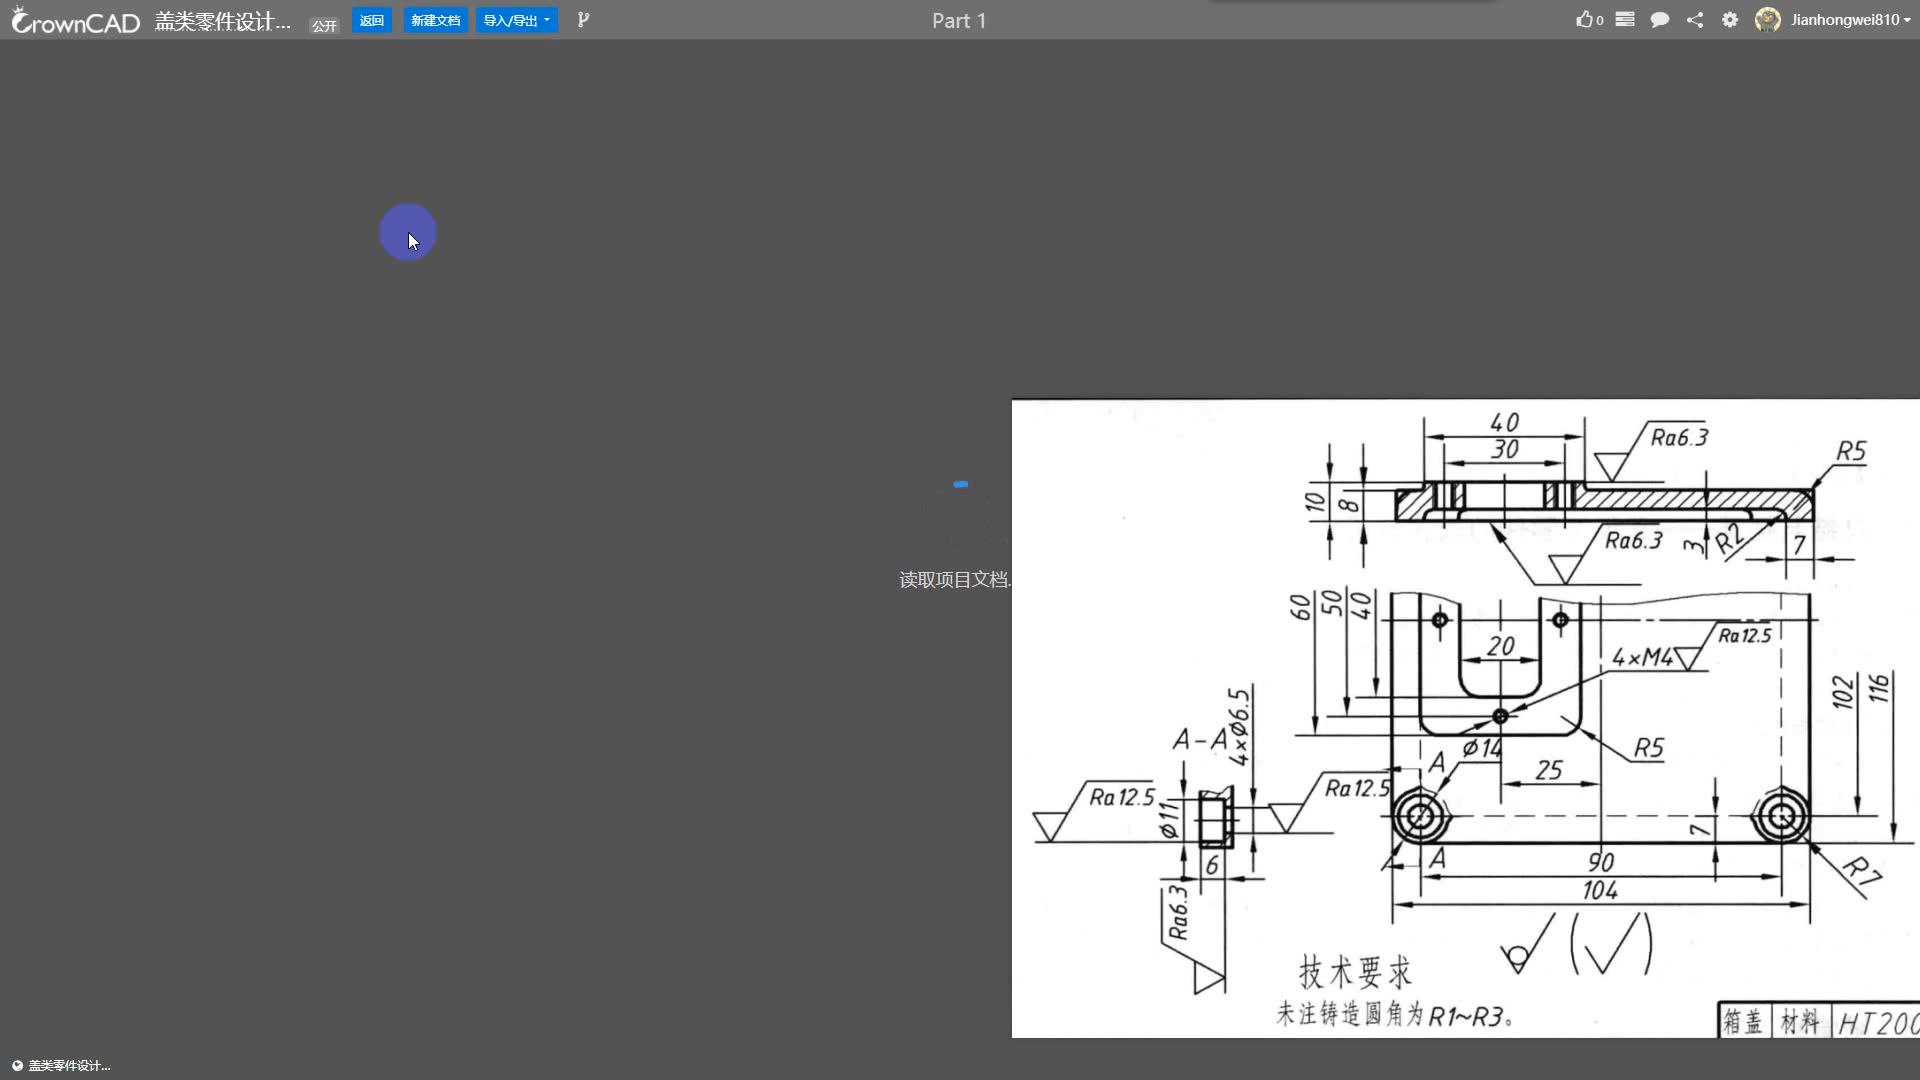 CrownCAD 盖类零件设计... 公开 返回 新建文档 导入/导出 Part 1 0 Jianhongwei810
读取项目文档.
40
30
Ra6.3
R5
10
8
Ra6.3
3
R2
7
60
50
40
20
4×M4
Ra12.5
102
116
A-A
4×Ø6.5
Ø14
R5
A
25
Ra12.5
Ø11
Ra12.5
7
6
A
90
104
R7
Ra6.3
技术要求
未注铸造圆角为R1~R3。
箱盖 材料 HT200
盖类零件设计...